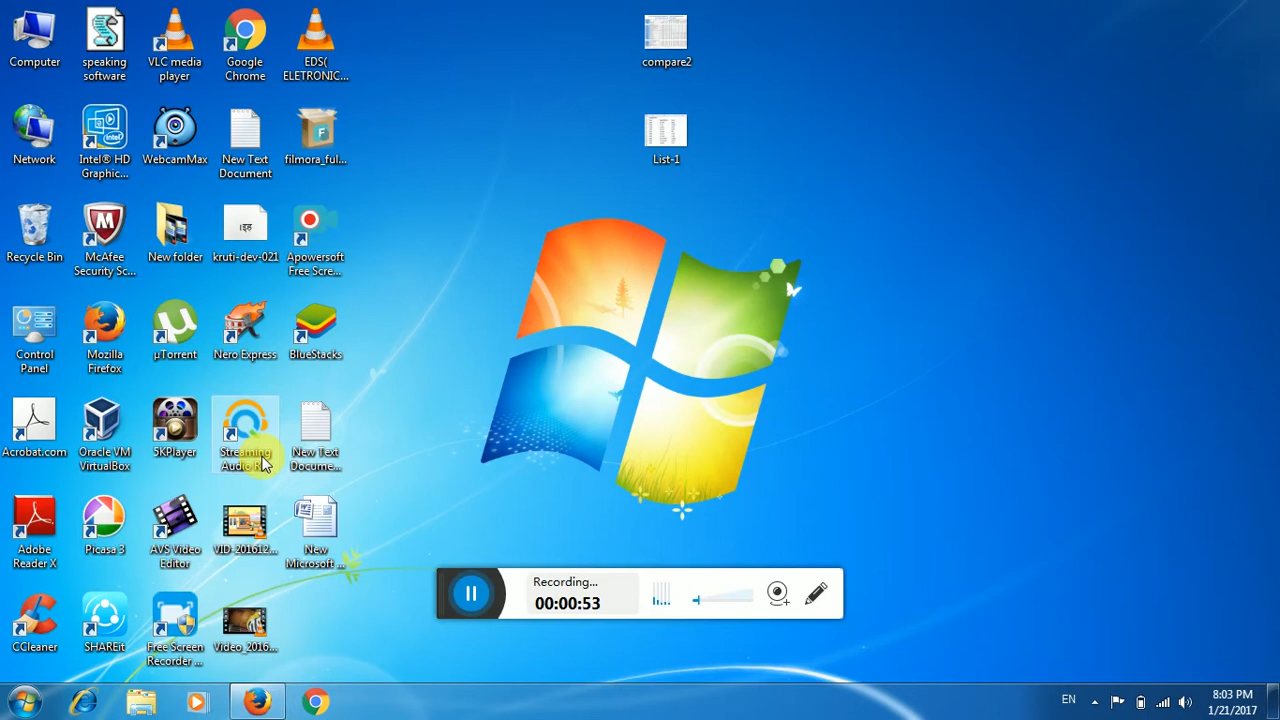 Computer
speaking
software
VLC media
player
Google
Chrome
EDS(
ELETRONIC...
compare2
Network
Intel® HD
Graphic...
WebcamMax
New Text
Document
filmora_ful...
List-1
Recycle Bin
McAfee
Security Sc...
New folder
kruti-dev-021
Apowersoft
Free Scre...
Control
Panel
Mozilla
Firefox
µTorrent
Nero Express
BlueStacks
Acrobat.com
Oracle VM
VirtualBox
5KPlayer
Streaming
Audio
New Text
Docume...
Adobe
Reader X
Picasa 3
AVS Video
Editor
VID-201612...
New
Microsoft ...
Recording...
00:00:53
CCleaner
SHAREit
Free Screen
Recorder ...
Video_2016...
EN
8:03 PM
1/21/2017